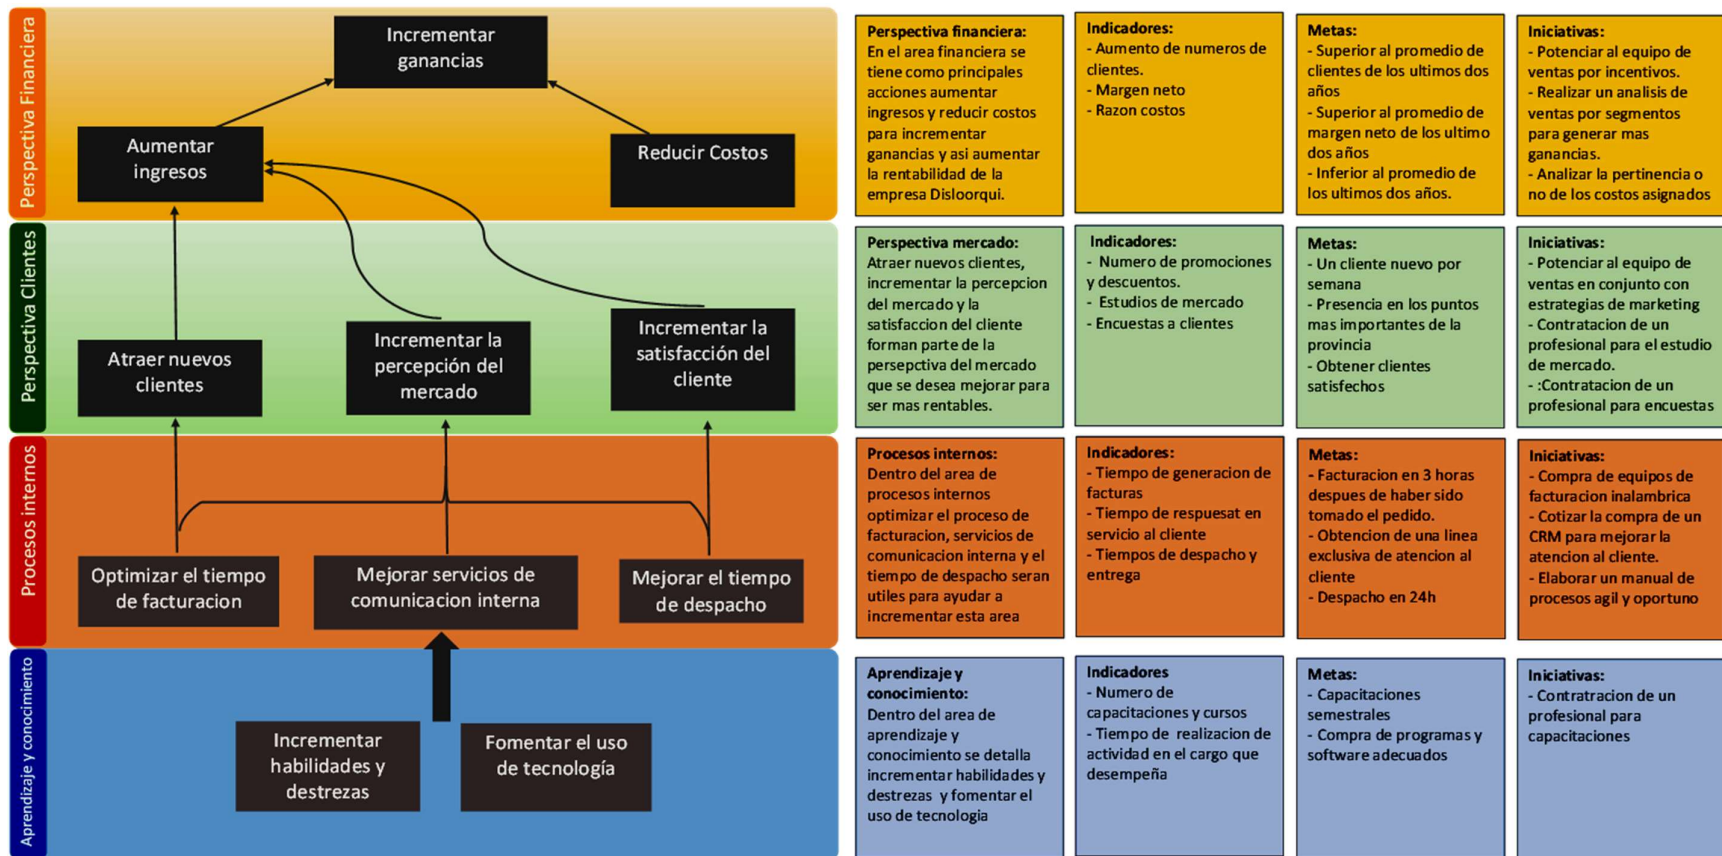 Perspectiva Financiera
Incrementar
ganancias
Aumentar
ingresos
Reducir Costos
Perspectiva financiera:
En el area financiera se
tiene como principales
acciones aumentar
ingresos y reducir costos
para incrementar
ganancias y asi aumentar
la rentabilidad de la
empresa Disloorqui.
Indicadores:
- Aumento de numeros de
clientes.
- Margen neto
- Razon costos
Metas:
- Superior al promedio de
clientes de los ultimos dos
años
- Superior al promedio de
margen neto de los ultimo
dos años
- Inferior al promedio de
los ultimos dos años.
Iniciativas:
- Potenciar al equipo de
ventas por incentivos.
- Realizar un analisis de
ventas por segmentos
para generar mas
ganancias.
- Analizar la pertinencia o
no de los costos asignados
Perspectiva Clientes
Atraer nuevos
clientes
Incrementar la
percepción del
mercado
Incrementar la
satisfacción del
cliente
Perspectiva mercado:
Atraer nuevos clientes,
incrementar la percepcion
del mercado y la
satisfaccion del cliente
forman parte de la
persepctiva del mercado
que se desea mejorar para
ser mas rentables.
Indicadores:
- Numero de promociones
y descuentos.
- Estudios de mercado
- Encuestas a clientes
Metas:
- Un cliente nuevo por
semana
- Presencia en los puntos
mas importantes de la
provincia
- Obtener clientes
satisfechos
Iniciativas:
- Potenciar al equipo de
ventas en conjunto con
estrategias de marketing
- Contratacion de un
profesional para el estudio
de mercado.
- :Contratacion de un
profesional para encuestas
Procesos internos
Optimizar el tiempo
de facturacion
Mejorar servicios de
comunicacion interna
Mejorar el tiempo
de despacho
Procesos internos:
Dentro del area de
procesos internos
optimizar el proceso de
facturacion, servicios de
comunicacion interna y el
tiempo de despacho seran
utiles para ayudar a
incrementar esta area
Indicadores:
- Tiempo de generacion de
facturas
- Tiempo de respuesat en
servicio al cliente
- Tiempos de despacho y
entrega
Metas:
- Facturacion en 3 horas
despues de haber sido
tomado el pedido.
- Obtencion de una linea
exclusiva de atencion al
cliente
- Despacho en 24h
Iniciativas:
- Compra de equipos de
facturacion inalambrica
- Cotizar la compra de un
CRM para mejorar la
atencion al cliente.
- Elaborar un manual de
procesos agil y oportuno
Aprendizaje y conocimiento
Incrementar
habilidades y
destrezas
Fomentar el uso
de tecnología
Aprendizaje y
conocimiento:
Dentro del area de
aprendizaje y
conocimiento se detalla
incrementar habilidades y
destrezas y fomentar el
uso de tecnologia
Indicadores
- Numero de
capacitaciones y cursos
- Tiempo de realizacion de
actividad en el cargo que
desempeña
Metas:
- Capacitaciones
semestrales
- Compra de programas y
software adecuados
Iniciativas:
- Contratracion de un
profesional para
capacitaciones